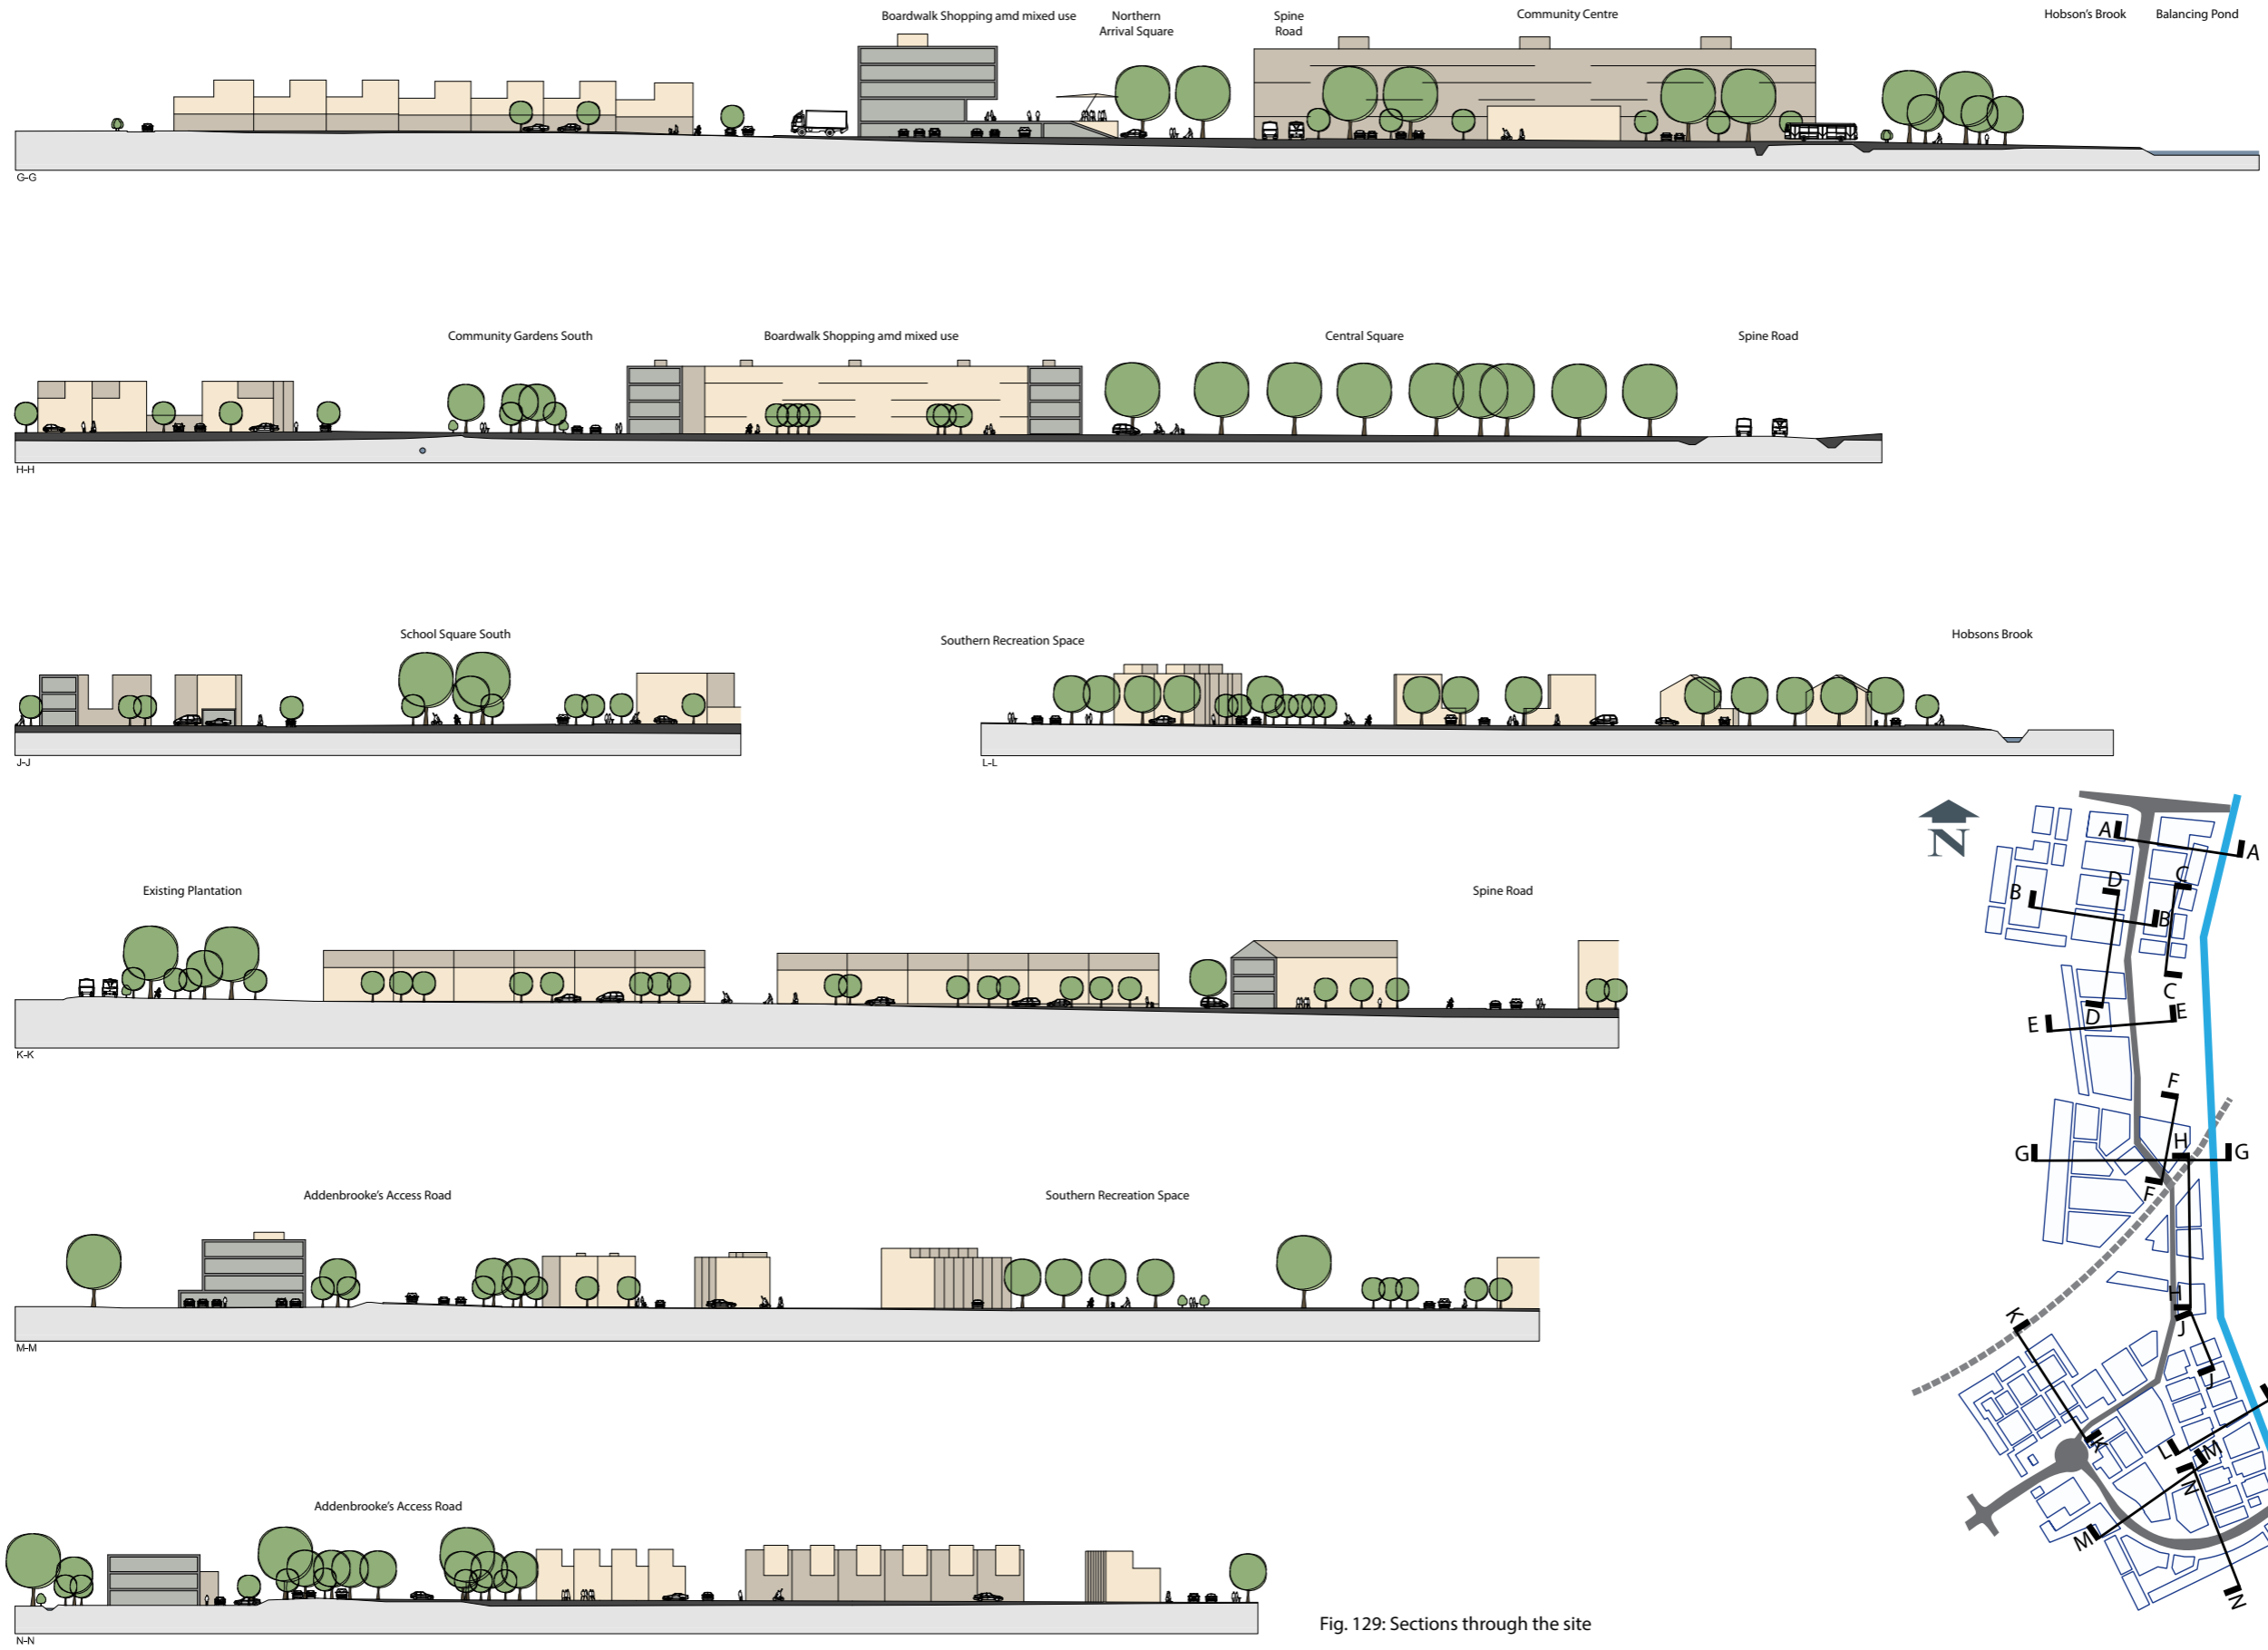 Boardwalk Shopping amd mixed use
Northern
Arrival Square
Spine
Road
Community Centre
Hobson's Brook
Balancing Pond
G-G
Community Gardens South
Boardwalk Shopping amd mixed use
Central Square
Spine Road
H-H
School Square South
J-J
Southern Recreation Space
Hobsons Brook
L-L
Existing Plantation
Spine Road
K-K
Addenbrooke's Access Road
Southern Recreation Space
M-M
Addenbrooke's Access Road
N-N
N
A
A
B
B
C
C
D
D
E
E
F
F
G
G
H
H
J
J
K
K
L
M
M
N
N
Fig. 129: Sections through the site